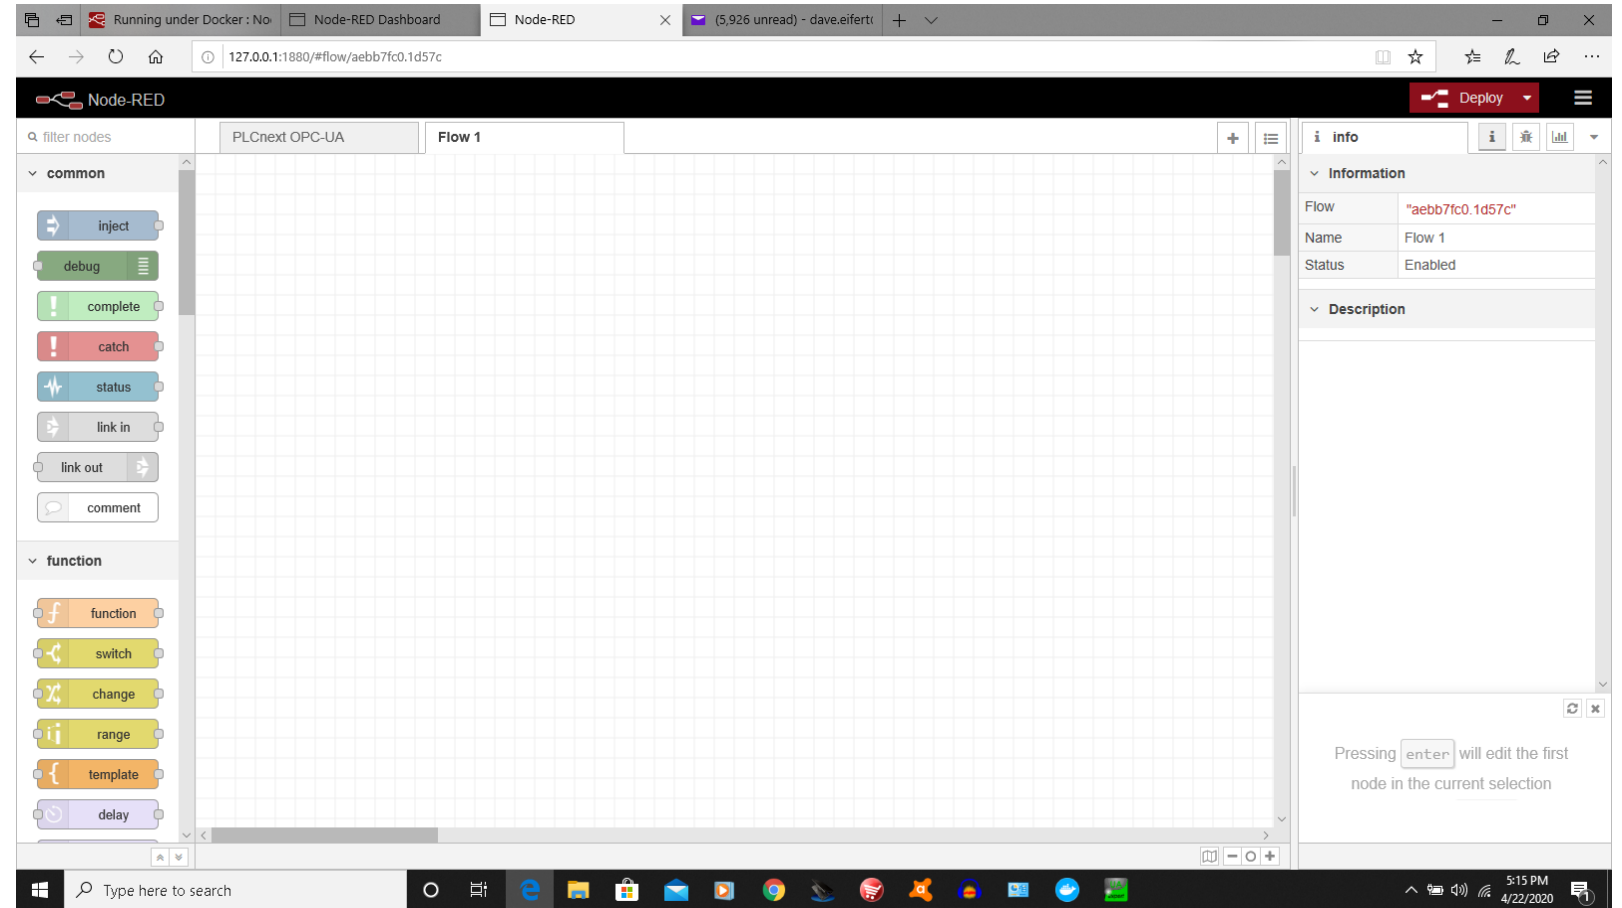 Running under Docker : No
Node-RED Dashboard
Node-RED
(5,926 unread) - dave.eifert
127.0.0.1:1880/#flow/aebb7fc0.1d57c
Node-RED
Deploy
filter nodes
PLCnext OPC-UA
Flow 1
info
common
inject
debug
complete
catch
status
link in
link out
comment
function
function
switch
change
range
template
delay
Information
Flow "aebb7fc0.1d57c"
Name Flow 1
Status Enabled
Description
Pressing enter will edit the first
node in the current selection
Type here to search
5:15 PM
4/22/2020
1